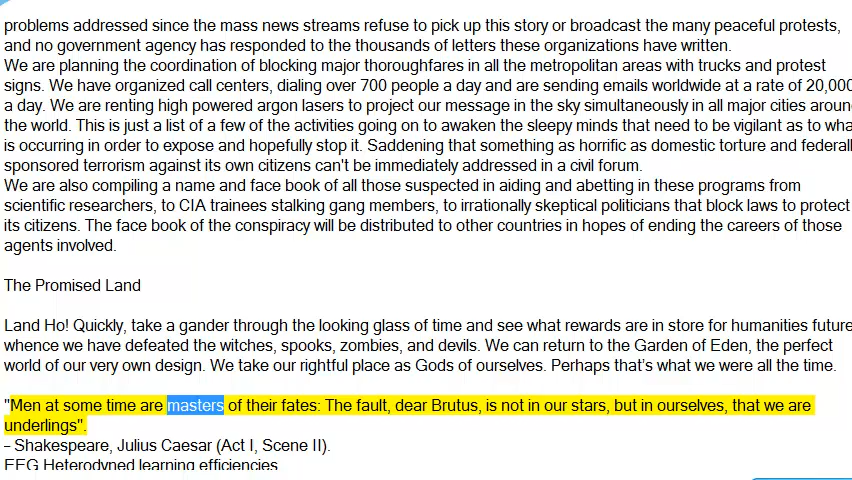 problems addressed since the mass news streams refuse to pick up this story or broadcast the many peaceful protests,
and no government agency has responded to the thousands of letters these organizations have written.
We are planning the coordination of blocking major thoroughfares in all the metropolitan areas with trucks and protest
signs. We have organized call centers, dialing over 700 people a day and are sending emails worldwide at a rate of 20,000
a day. We are renting high powered argon lasers to project our message in the sky simultaneously in all major cities aroun
the world. This is just a list of a few of the activities going on to awaken the sleepy minds that need to be vigilant as to wha
is occurring in order to expose and hopefully stop it. Saddening that something as horrific as domestic torture and federall
sponsored terrorism against its own citizens can't be immediately addressed in a civil forum.
We are also compiling a name and face book of all those suspected in aiding and abetting in these programs from
scientific researchers, to CIA trainees stalking gang members, to irrationally skeptical politicians that block laws to protect
its citizens. The face book of the conspiracy will be distributed to other countries in hopes of ending the careers of those
agents involved.
The Promised Land
Land Ho! Quickly, take a gander through the looking glass of time and see what rewards are in store for humanities future
whence we have defeated the witches, spooks, zombies, and devils. We can return to the Garden of Eden, the perfect
world of our very own design. We take our rightful place as Gods of ourselves. Perhaps that's what we were all the time.
"Men at some time are masters of their fates: The fault, dear Brutus, is not in our stars, but in ourselves, that we are
underlings".
– Shakespeare, Julius Caesar (Act I, Scene II).
EEG Heterodyned learning efficiencies